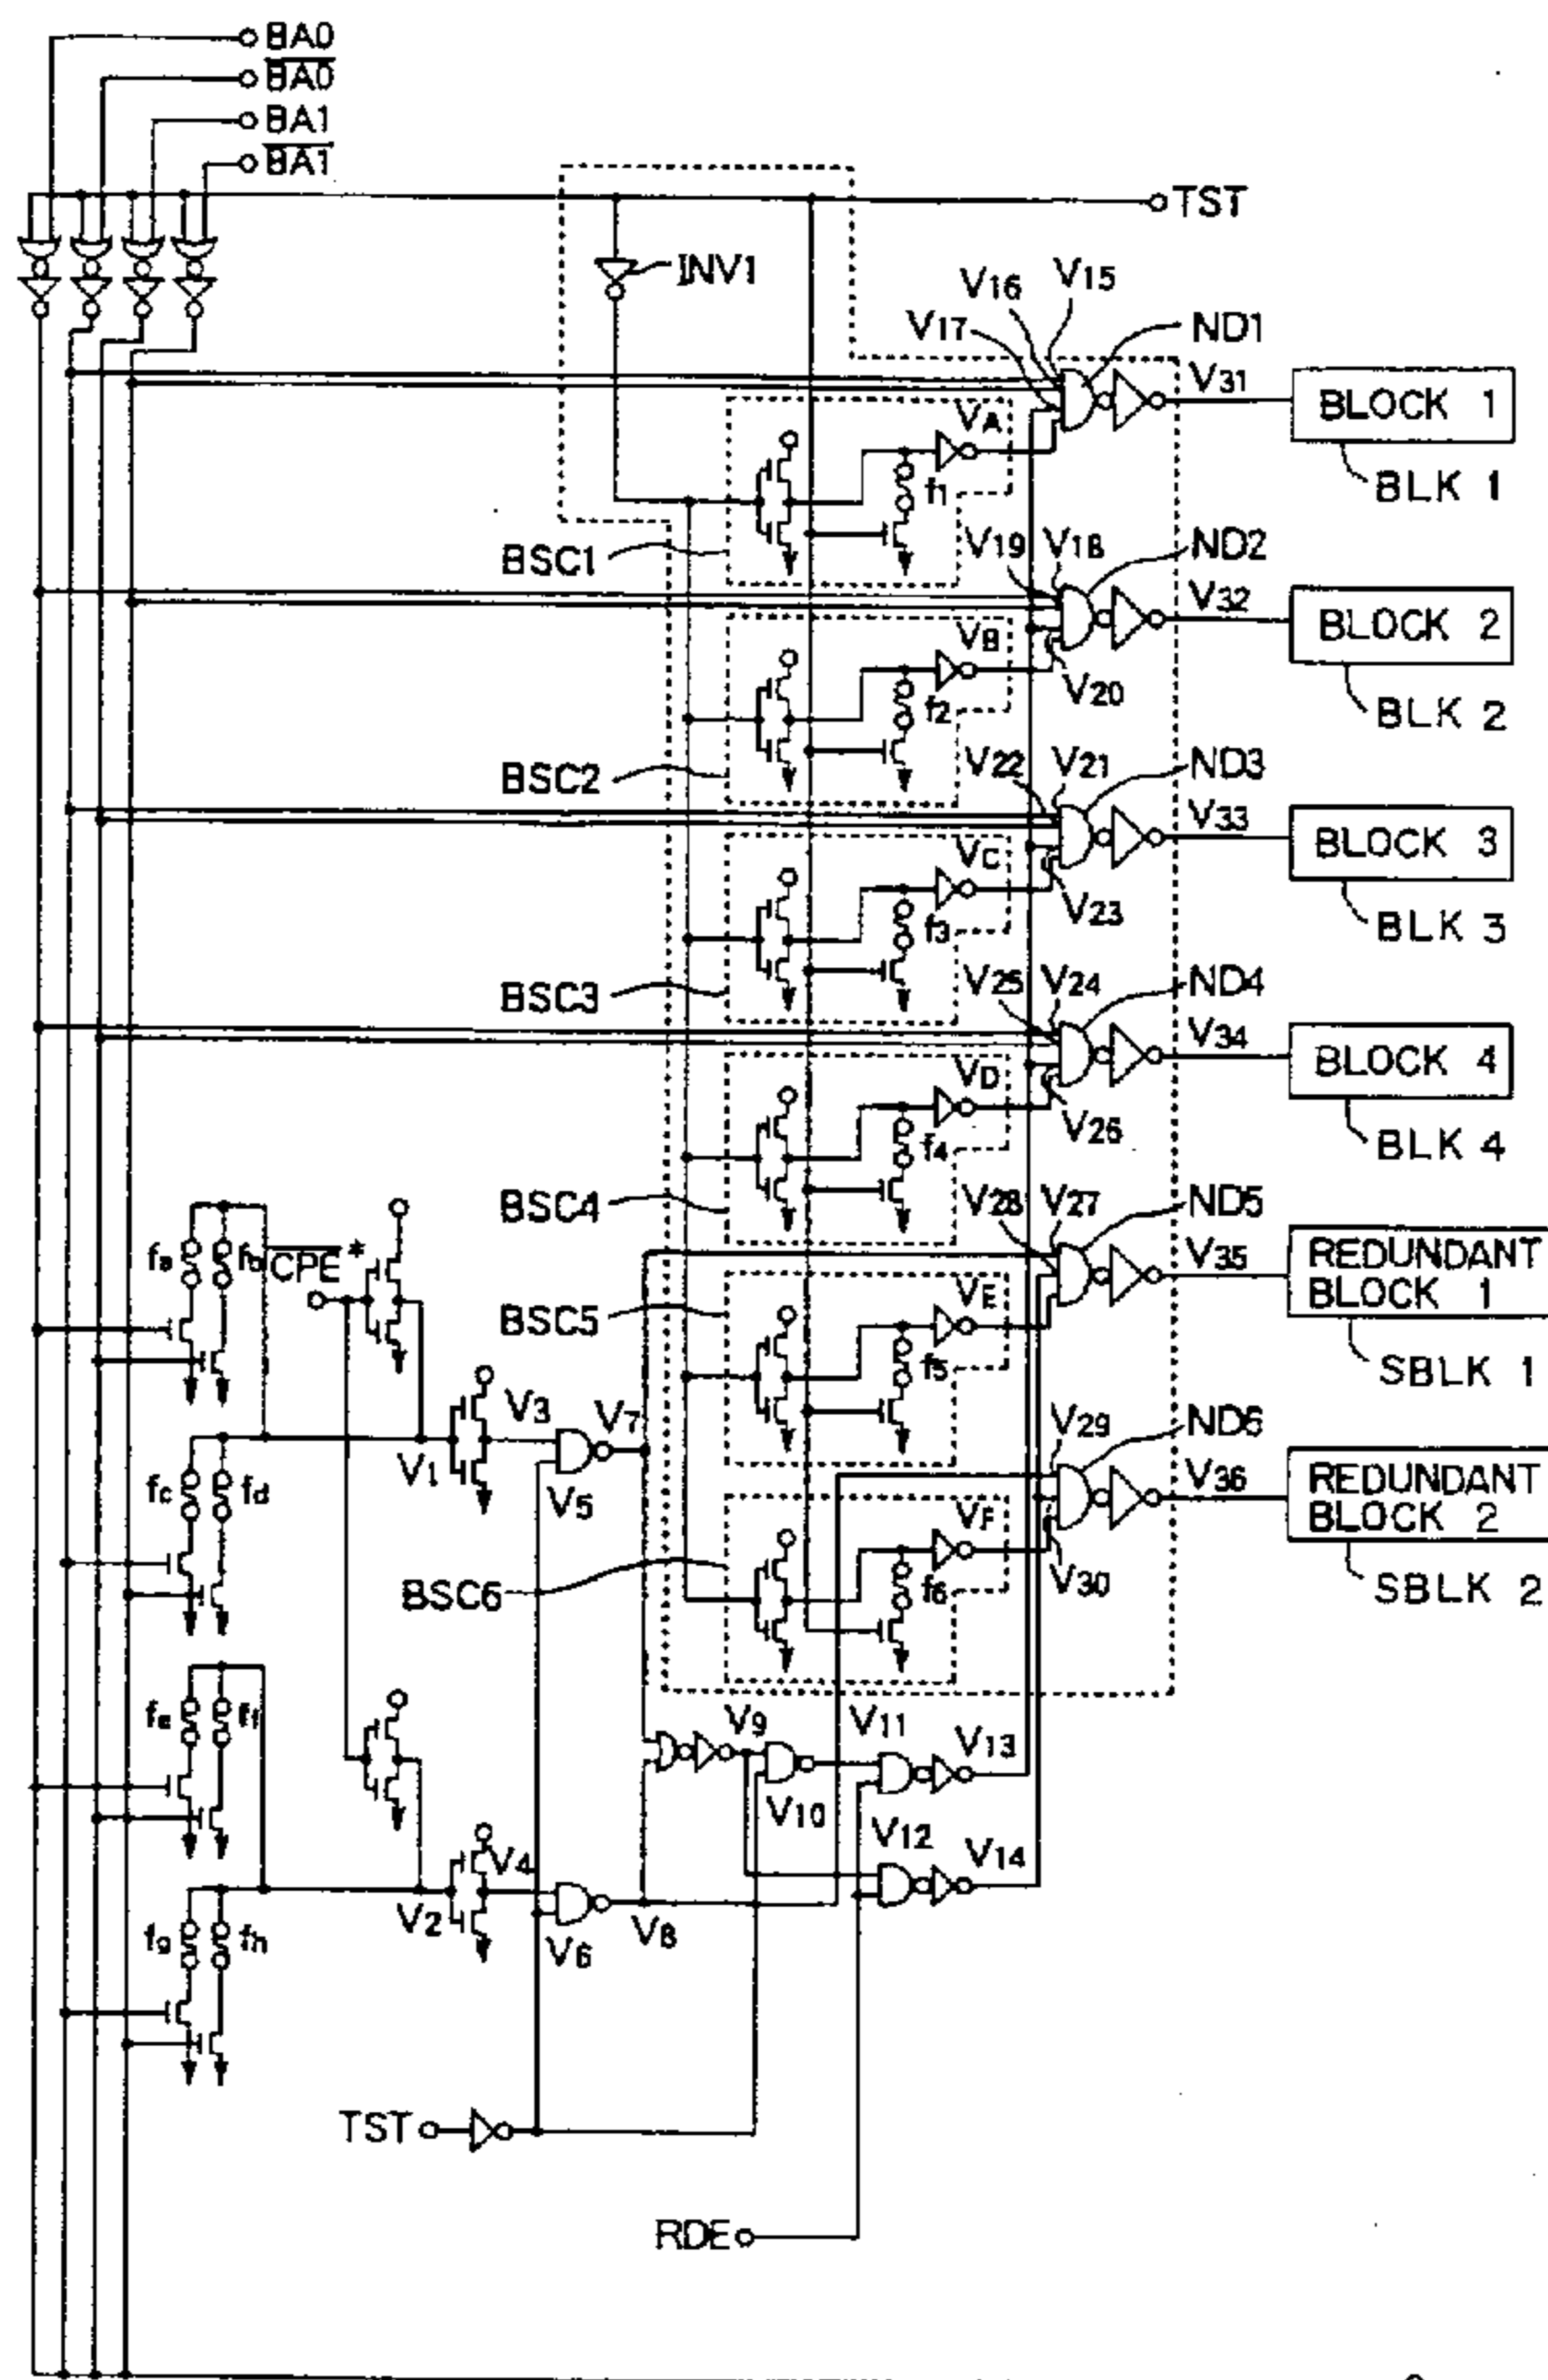 BA0
B̅A̅0̅
BA1
B̅A̅1̅
TST
INV1
V16 V15
V17 ND1
V31
BLOCK 1
BLK 1
VA
f1
BSC1
V19 V18 ND2
V32
BLOCK 2
BLK 2
VB
V20
f2
BSC2
V22 V21 ND3
V33
BLOCK 3
BLK 3
VC
V23
f3
BSC3
V25 V24 ND4
V34
BLOCK 4
BLK 4
VD
V26
f4
BSC4
V28 V27 ND5
V35
REDUNDANT
BLOCK 1
SBLK 1
fa fb C̅P̅E̅*
VE
f5
BSC5
V3 V7
V1
V5
V29 ND6
V36
REDUNDANT
BLOCK 2
SBLK 2
fc fd
VF
V30
f6
BSC6
fe ff
V9 V11 V13
V10
V12 V14
V4
V2
V6 V8
fg fh
TST
RDE